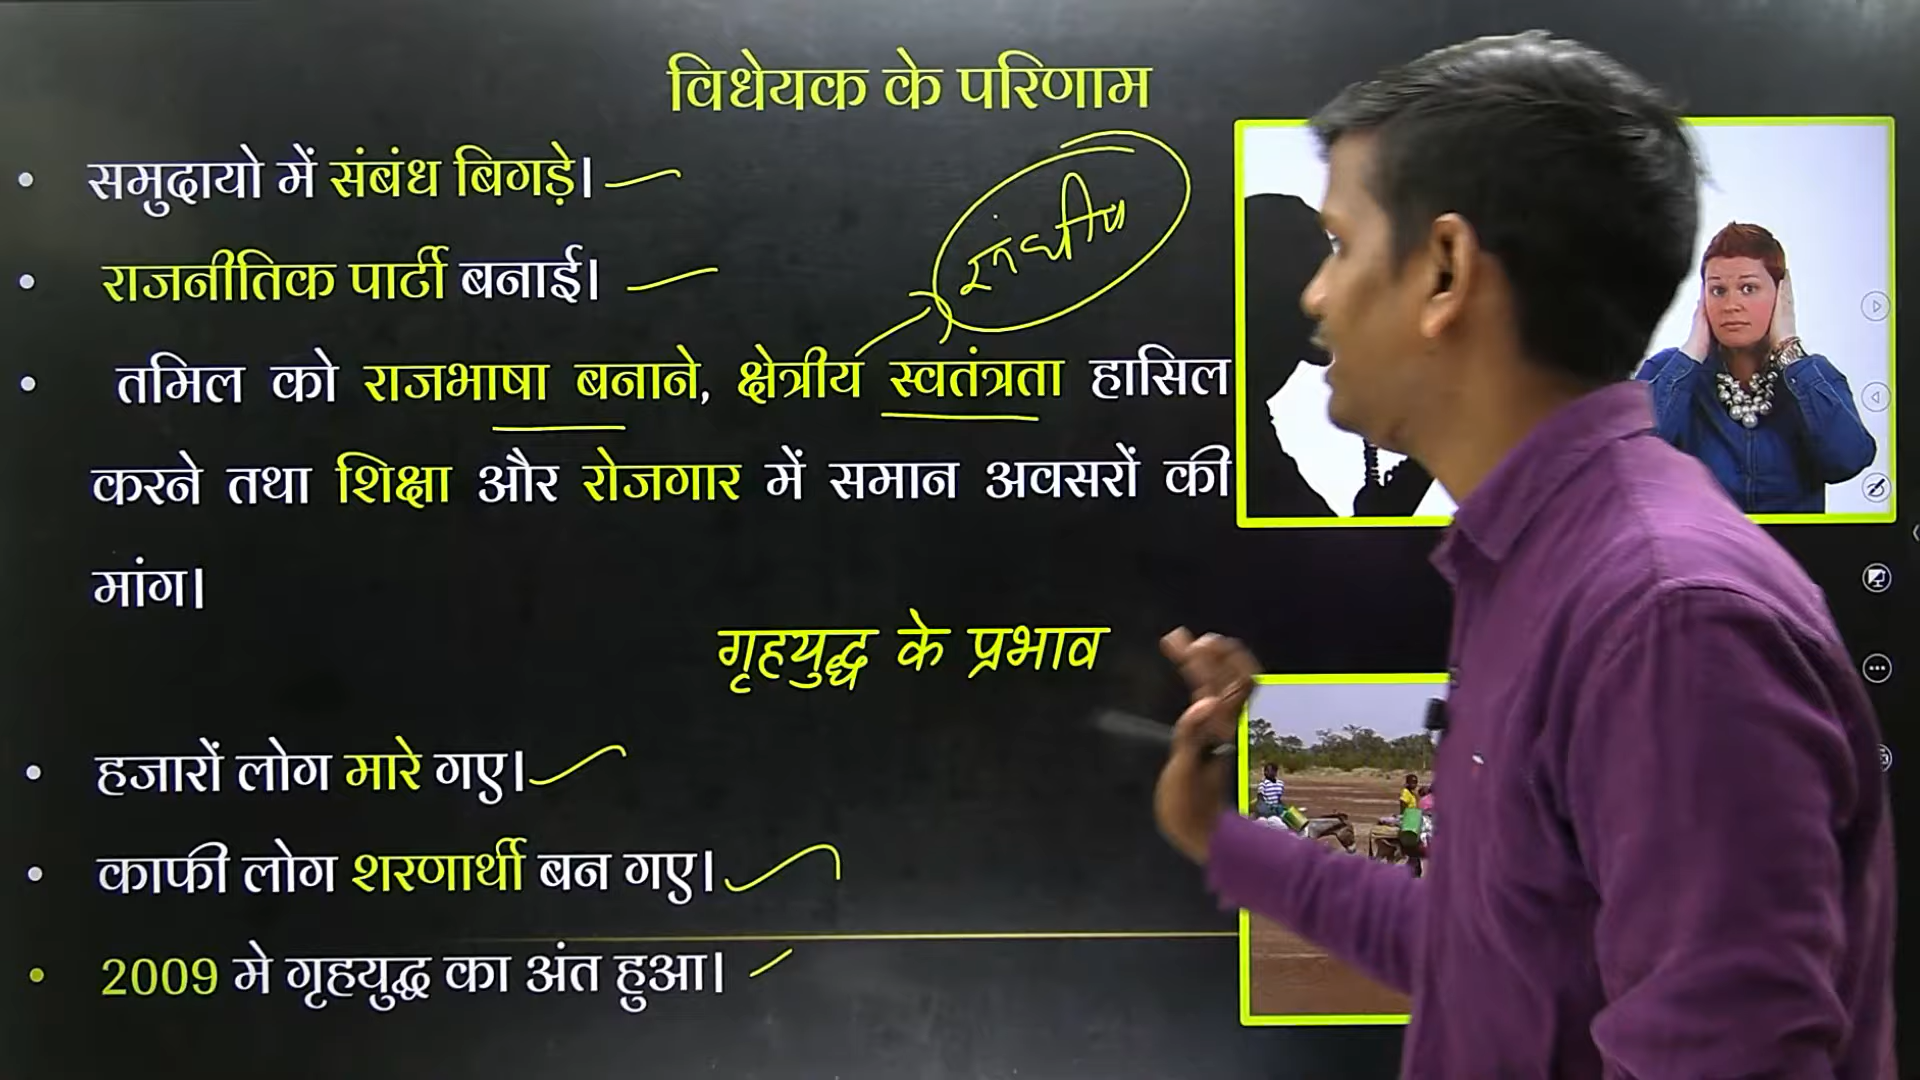 विधेयक के परिणाम
• समुदायो में संबंध बिगड़े।
• राजनीतिक पार्टी बनाई।
संघीय
• तमिल को राजभाषा बनाने, क्षेत्रीय स्वतंत्रता हासिल
करने तथा शिक्षा और रोजगार में समान अवसरों की
मांग।
गृहयुद्ध के प्रभाव
• हजारों लोग मारे गए।
• काफी लोग शरणार्थी बन गए।
• 2009 मे गृहयुद्ध का अंत हुआ।